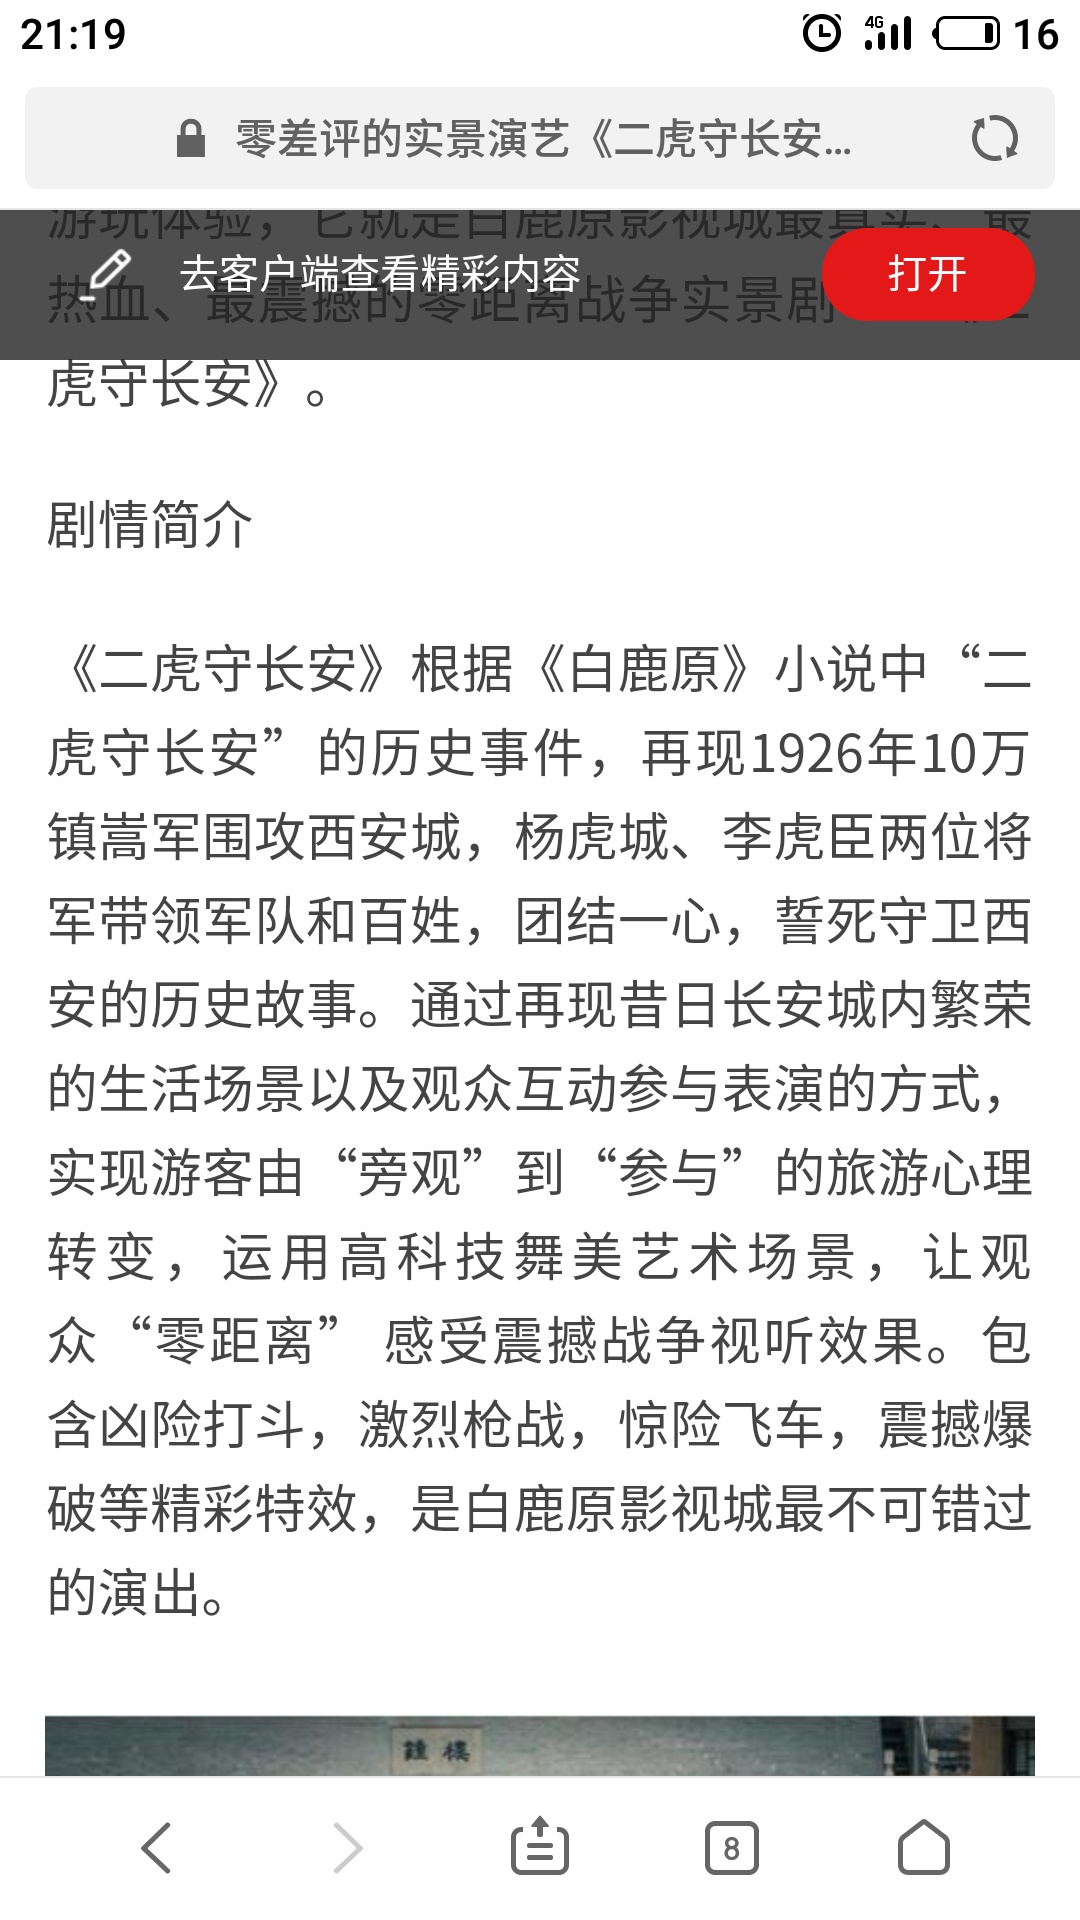 21:19
4G
16
零差评的实景演艺《二虎守长安...
游玩体验，它就是白鹿原影视城最真实、最
去客户端查看精彩内容
打开
热血、最震撼的零距离战争实景剧
虎守长安》。
剧情简介
《二虎守长安》根据《白鹿原》小说中“二
虎守长安”的历史事件，再现1926年10万
镇嵩军围攻西安城，杨虎城、李虎臣两位将
军带领军队和百姓，团结一心，誓死守卫西
安的历史故事。通过再现昔日长安城内繁荣
的生活场景以及观众互动参与表演的方式，
实现游客由“旁观”到“参与”的旅游心理
转变，运用高科技舞美艺术场景，让观
众“零距离” 感受震撼战争视听效果。包
含凶险打斗，激烈枪战，惊险飞车，震撼爆
破等精彩特效，是白鹿原影视城最不可错过
的演出。
鐘樓
8